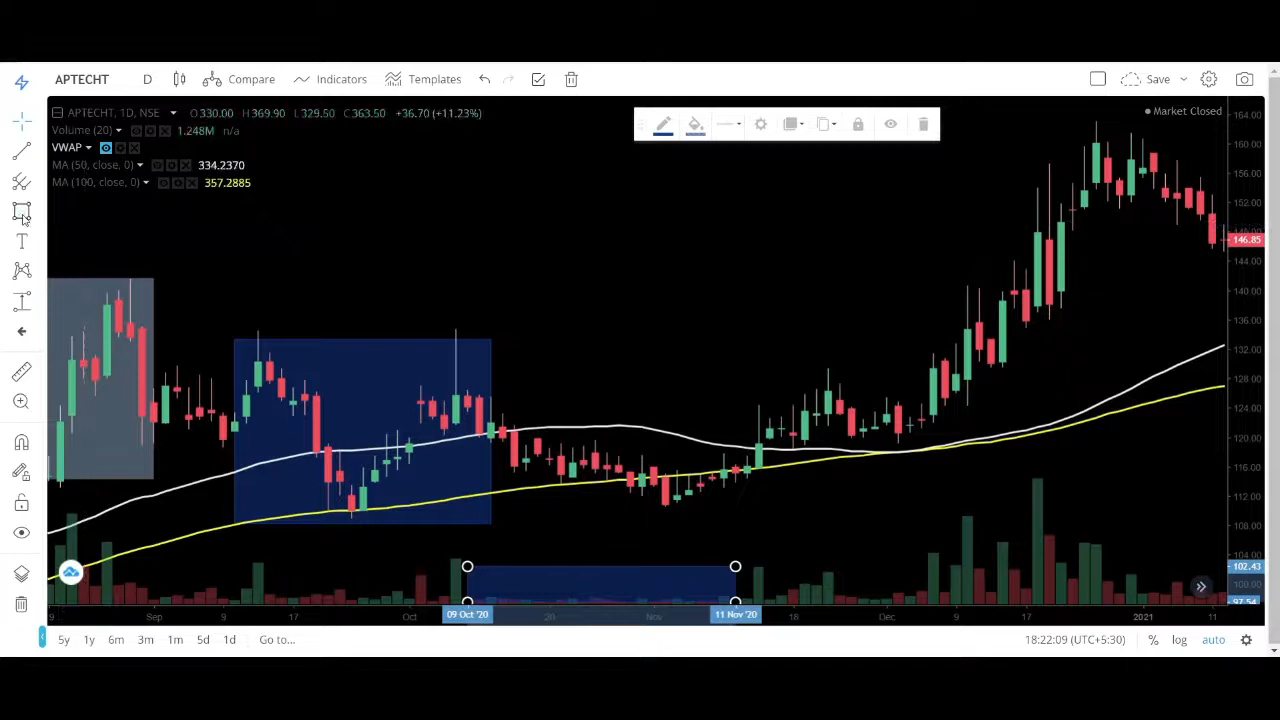 APTECHT D Compare Indicators Templates Save
APTECHT, 1D, NSE O330.00 H369.90 L329.50 C363.50 +36.70 (+11.23%)
Market Closed
Volume (20) 1.248M n/a
VWAP
MA (50, close, 0) 334.2370
MA (100, close, 0) 357.2885
T
164.00
160.00
156.00
152.00
146.85
144.00
140.00
136.00
132.00
128.00
124.00
120.00
116.00
112.00
108.00
104.00
102.43
100.00
97.54
Sep 9 17 Oct 09 Oct '20 20 Nov 11 Nov '20 18 Dec 9 17 2021 11
5y 1y 6m 3m 1m 5d 1d Go to... 18:22:09 (UTC+5:30) % log auto